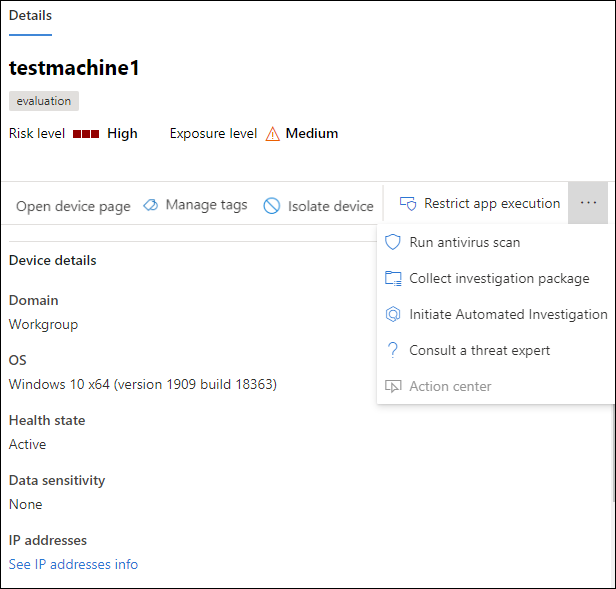 Details
testmachine1
evaluation
Risk level High Exposure level Medium
Open device page Manage tags Isolate device Restrict app execution ...
Run antivirus scan
Collect investigation package
Initiate Automated Investigation
Consult a threat expert
Action center
Device details
Domain
Workgroup
OS
Windows 10 x64 (version 1909 build 18363)
Health state
Active
Data sensitivity
None
IP addresses
See IP addresses info